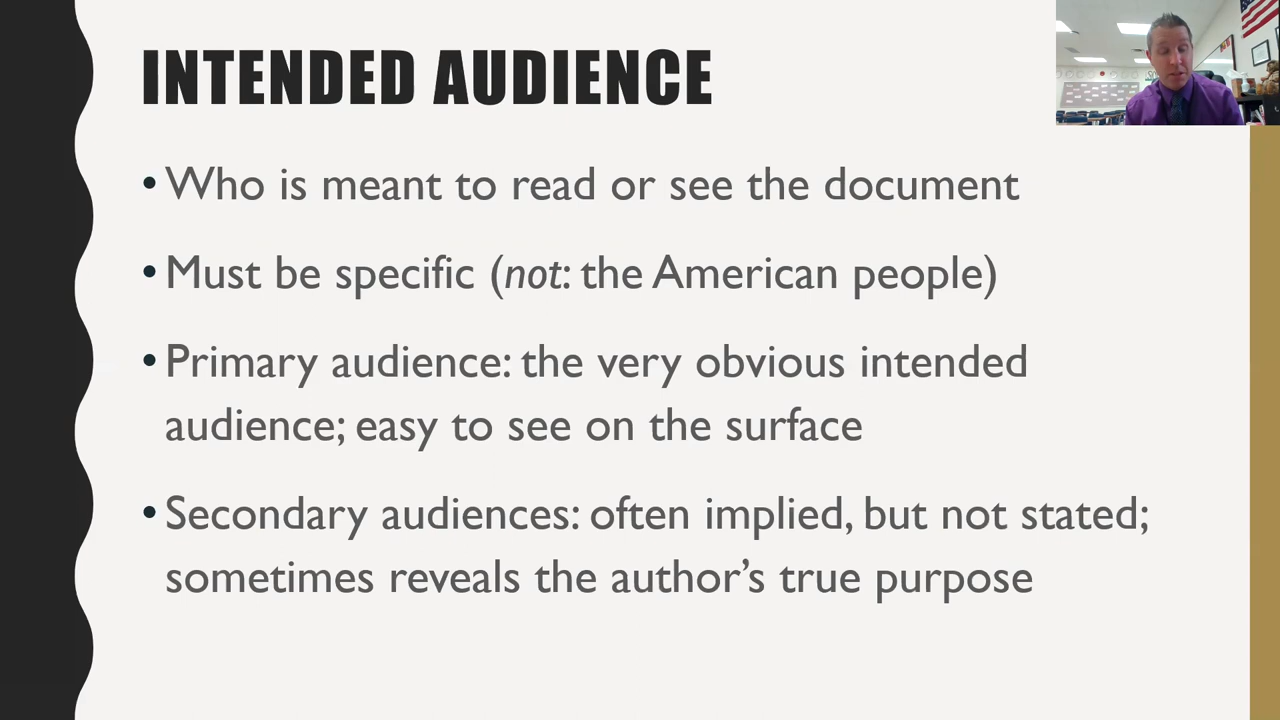 INTENDED AUDIENCE
•Who is meant to read or see the document
•Must be specific (not: the American people)
•Primary audience: the very obvious intended
audience; easy to see on the surface
•Secondary audiences: often implied, but not stated;
sometimes reveals the author’s true purpose